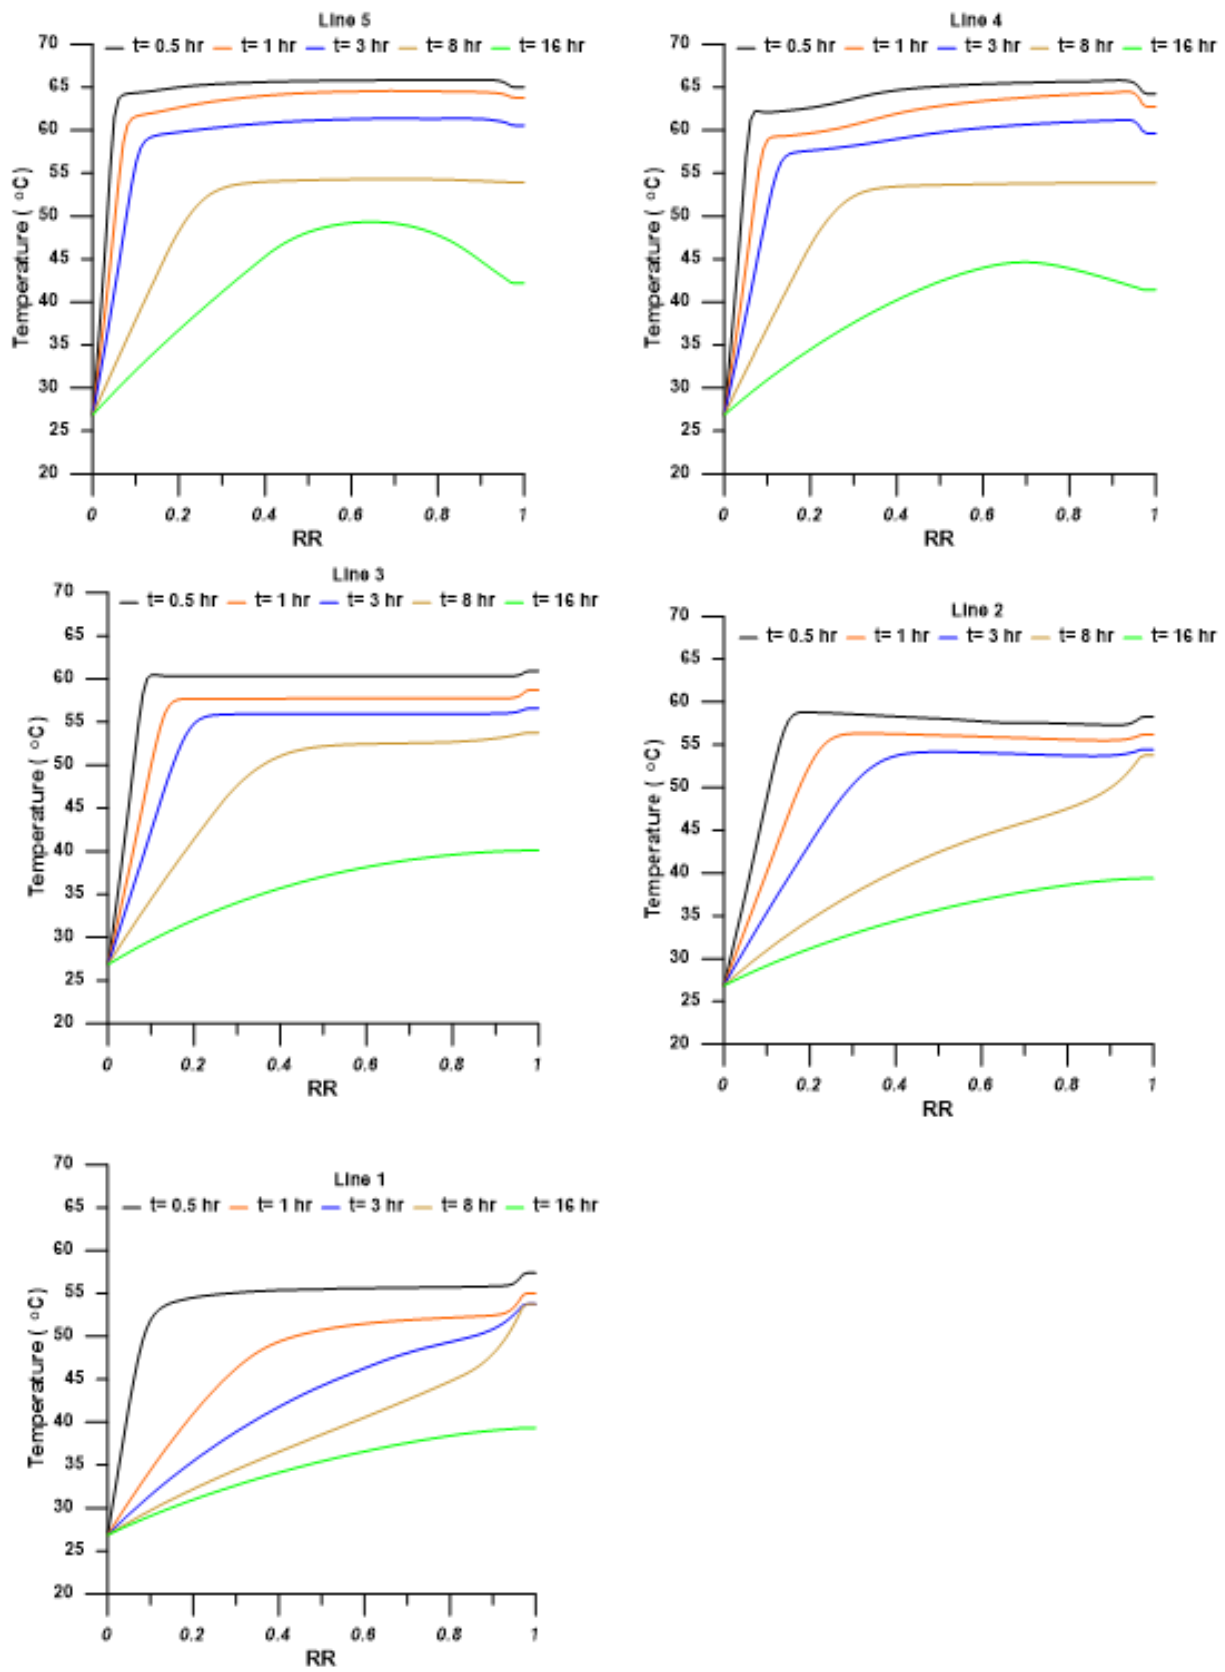 Line 5
t= 0.5 hr t= 1 hr t= 3 hr t= 8 hr t= 16 hr
70
65
60
55
50
45
40
35
30
25
20
Temperature ( °C)
0 0.2 0.4 0.6 0.8 1
RR
Line 4
t= 0.5 hr t= 1 hr t= 3 hr t= 8 hr t= 16 hr
70
65
60
55
50
45
40
35
30
25
20
Temperature ( °C)
0 0.2 0.4 0.6 0.8 1
RR
Line 3
t= 0.5 hr t= 1 hr t= 3 hr t= 8 hr t= 16 hr
70
65
60
55
50
45
40
35
30
25
20
Temperature ( °C)
0 0.2 0.4 0.6 0.8 1
RR
Line 2
t= 0.5 hr t= 1 hr t= 3 hr t= 8 hr t= 16 hr
70
65
60
55
50
45
40
35
30
25
20
Temperature ( °C)
0 0.2 0.4 0.6 0.8 1
RR
Line 1
t= 0.5 hr t= 1 hr t= 3 hr t= 8 hr t= 16 hr
70
65
60
55
50
45
40
35
30
25
20
Temperature ( °C)
0 0.2 0.4 0.6 0.8 1
RR